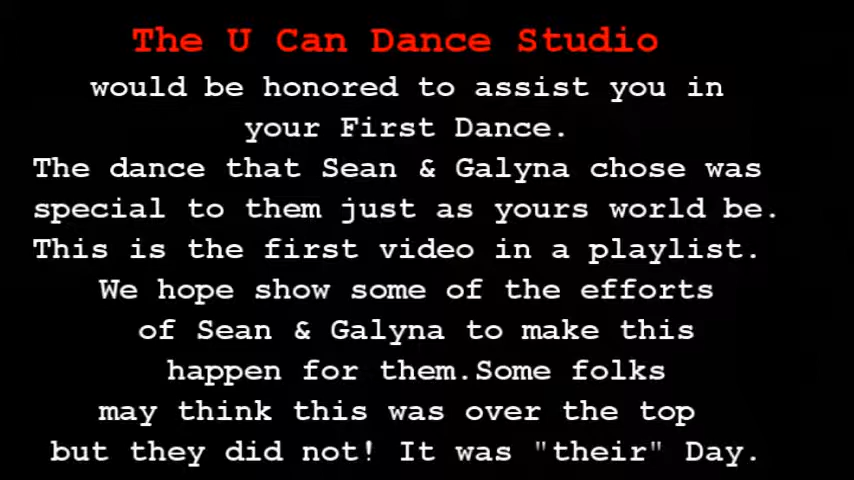 The U Can Dance Studio
would be honored to assist you in
your First Dance.
The dance that Sean & Galyna chose was
special to them just as yours world be.
This is the first video in a playlist.
We hope show some of the efforts
of Sean & Galyna to make this
happen for them.Some folks
may think this was over the top
but they did not! It was "their" Day.